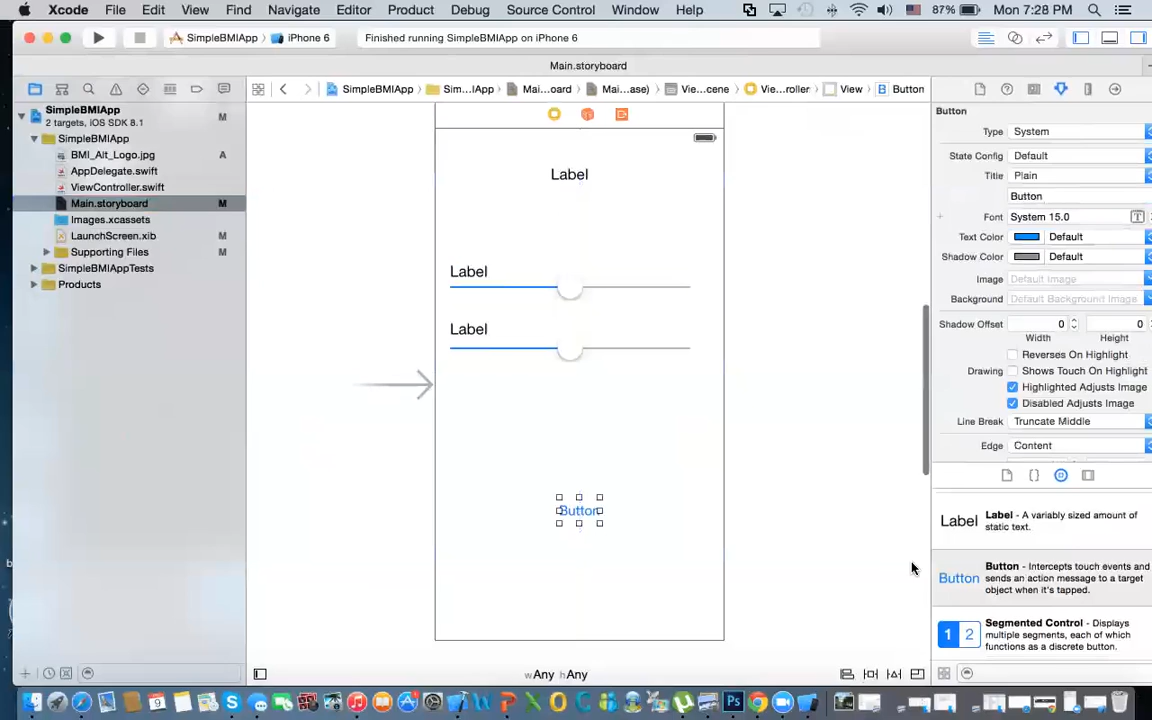 Xcode File Edit View Find Navigate Editor Product Debug Source Control Window Help 87% Mon 7:28 PM
SimpleBMIApp iPhone 6 Finished running SimpleBMIApp on iPhone 6
Main.storyboard
SimpleBMIApp Sim...IApp Mai...oard Mai...ase) Vie...cene Vie...roller View B Button
SimpleBMIApp M
2 targets, iOS SDK 8.1
SimpleBMIApp
BMI_Alt_Logo.jpg A
AppDelegate.swift
ViewController.swift
Main.storyboard M
Images.xcassets
LaunchScreen.xib M
Supporting Files M
SimpleBMIAppTests
Products
Label
Label
Label
Button
wAny hAny
Button
Type System
State Config Default
Title Plain
Button
Font System 15.0 T
Text Color Default
Shadow Color Default
Image Default Image
Background Default Background Image
Shadow Offset 0 0
Width Height
Reverses On Highlight
Drawing Shows Touch On Highlight
Highlighted Adjusts Image
Disabled Adjusts Image
Line Break Truncate Middle
Edge Content
Label Label - A variably sized amount of
static text.
Button Button - Intercepts touch events and
sends an action message to a target
object when it's tapped.
1 2 Segmented Control - Displays
multiple segments, each of which
functions as a discrete button.